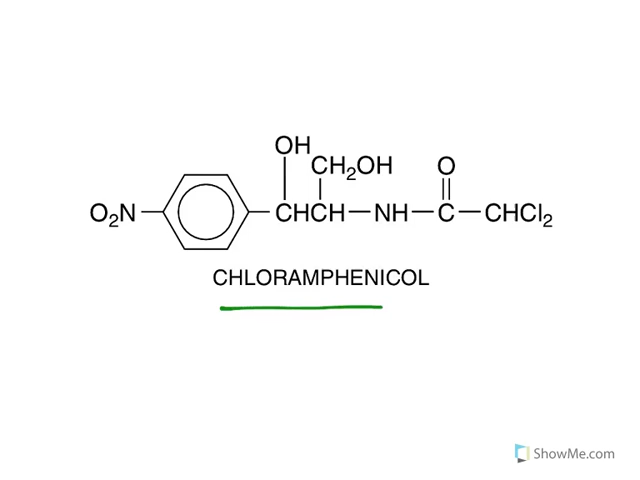 OH
CH₂OH
O
O₂N
CHCH
NH
C
CHCl₂
CHLORAMPHENICOL
ShowMe.com